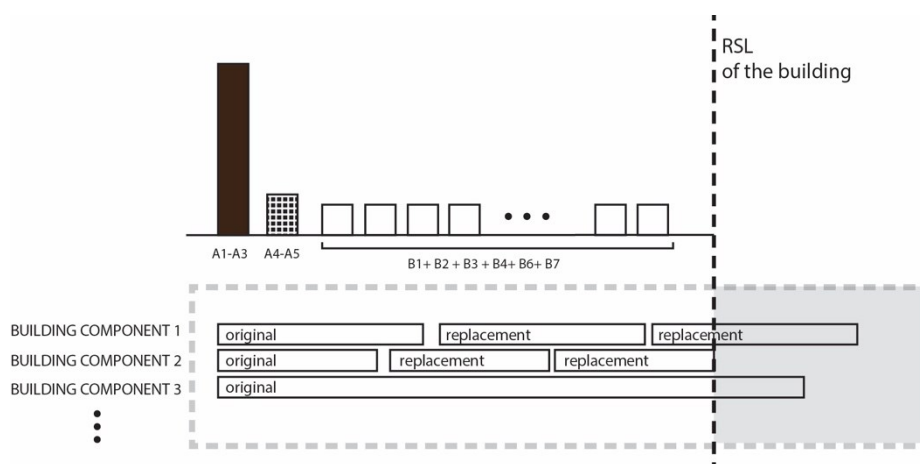 RSL
of the building
A1-A3
A4-A5
B1+ B2 + B3 + B4+ B6+ B7
BUILDING COMPONENT 1
original
replacement
replacement
BUILDING COMPONENT 2
original
replacement
replacement
BUILDING COMPONENT 3
original